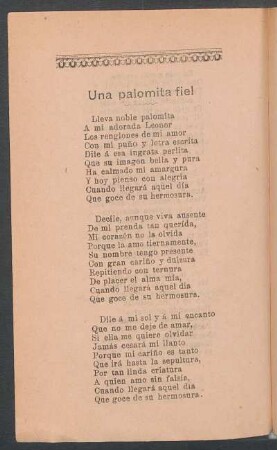 Una palomita fiel
Lleva noble palomita
A mi adorada Leonor
Los renglones de mi amor
Con mi puño y letra escrita
Dile á esa ingrata perlita
Que su imagen bella y pura
Ha calmado mi amargura
Y hoy pienso con alegría
Cuando llegará aquel día
Que goce de su hermosura.
Decile, aunque viva ausente
De mi prenda tan querida,
Mi corasón no la olvida
Porque la amo tiernamente,
Su nombre tengo presente
Con gran cariño y dulsura
Repitiendo con ternura
De placer el alma mía,
Cuando llegará aquel día
Que goce de su hermosura.
Dile á mi sol y á mi encanto
Que no me deje de amar,
Si ella me quiere olvidar
Jamás cesará mi llanto
Porque mi cariño es tanto
Que irá hasta la sepultura,
Por tan linda criatura
A quien amo sin falsía,
Cuando llegará aquel día
Que goce de su hermosura.